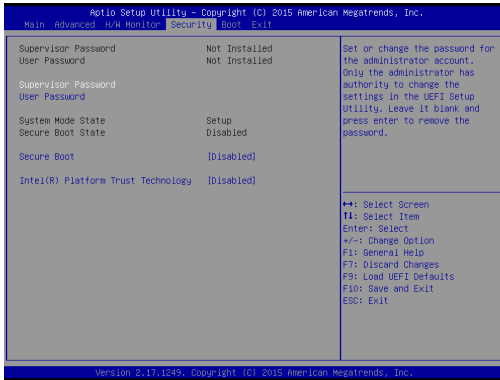 Aptio Setup Utility – Copyright (C) 2015 American Megatrends, Inc.
Main Advanced H/W Monitor Security Boot Exit
Supervisor Password Not Installed
User Password Not Installed
Supervisor Password
User Password
System Mode State Setup
Secure Boot State Disabled
Secure Boot [Disabled]
Intel(R) Platform Trust Technology [Disabled]
Set or change the password for
the administrator account.
Only the administrator has
authority to change the
settings in the UEFI Setup
Utility. Leave it blank and
press enter to remove the
password.
↔: Select Screen
↑↓: Select Item
Enter: Select
+/-: Change Option
F1: General Help
F7: Discard Changes
F9: Load UEFI Defaults
F10: Save and Exit
ESC: Exit
Version 2.17.1249. Copyright (C) 2015 American Megatrends, Inc.